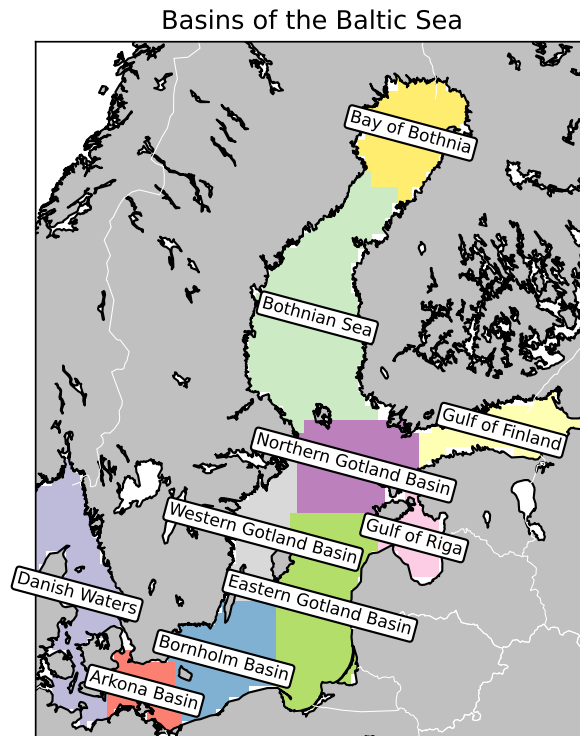 Basins of the Baltic Sea
Bay of Bothnia
Bothnian Sea
Gulf of Finland
Northern Gotland Basin
Western Gotland Basin
Gulf of Riga
Eastern Gotland Basin
Danish Waters
Bornholm Basin
Arkona Basin